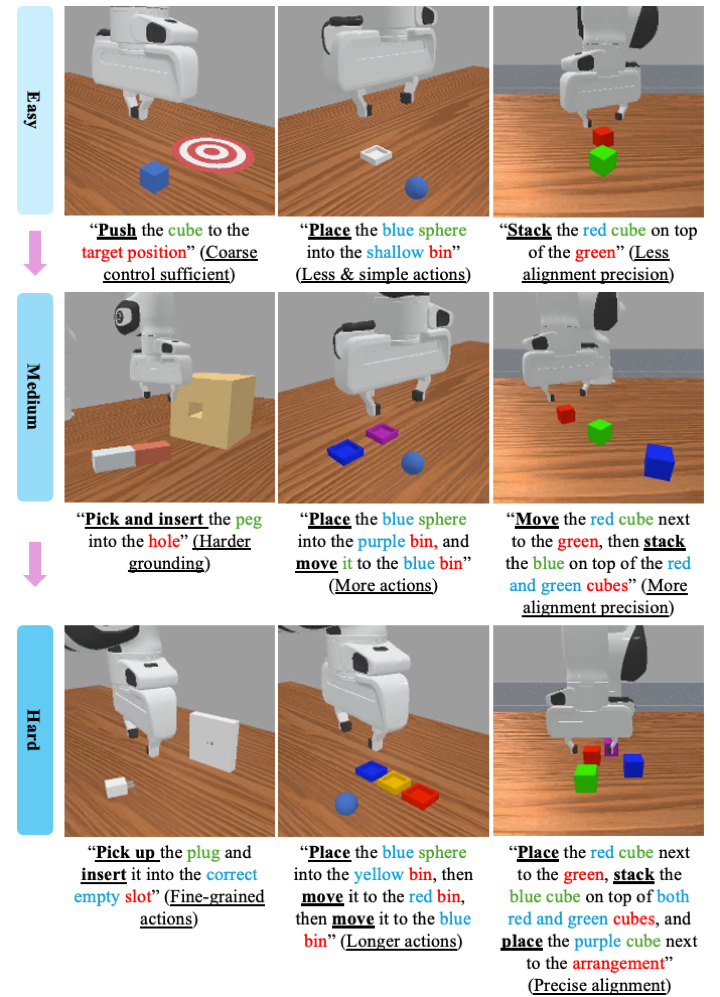 Easy
“Push the cube to the
target position” (Coarse
control sufficient)
“Place the blue sphere
into the shallow bin”
(Less & simple actions)
“Stack the red cube on top
of the green” (Less
alignment precision)
Medium
“Pick and insert the peg
into the hole” (Harder
grounding)
“Place the blue sphere
into the purple bin, and
move it to the blue bin”
(More actions)
“Move the red cube next
to the green, then stack
the blue on top of the red
and green cubes” (More
alignment precision)
Hard
“Pick up the plug and
insert it into the correct
empty slot” (Fine-grained
actions)
“Place the blue sphere
into the yellow bin, then
move it to the red bin,
then move it to the blue
bin” (Longer actions)
“Place the red cube next
to the green, stack the
blue cube on top of both
red and green cubes, and
place the purple cube next
to the arrangement”
(Precise alignment)